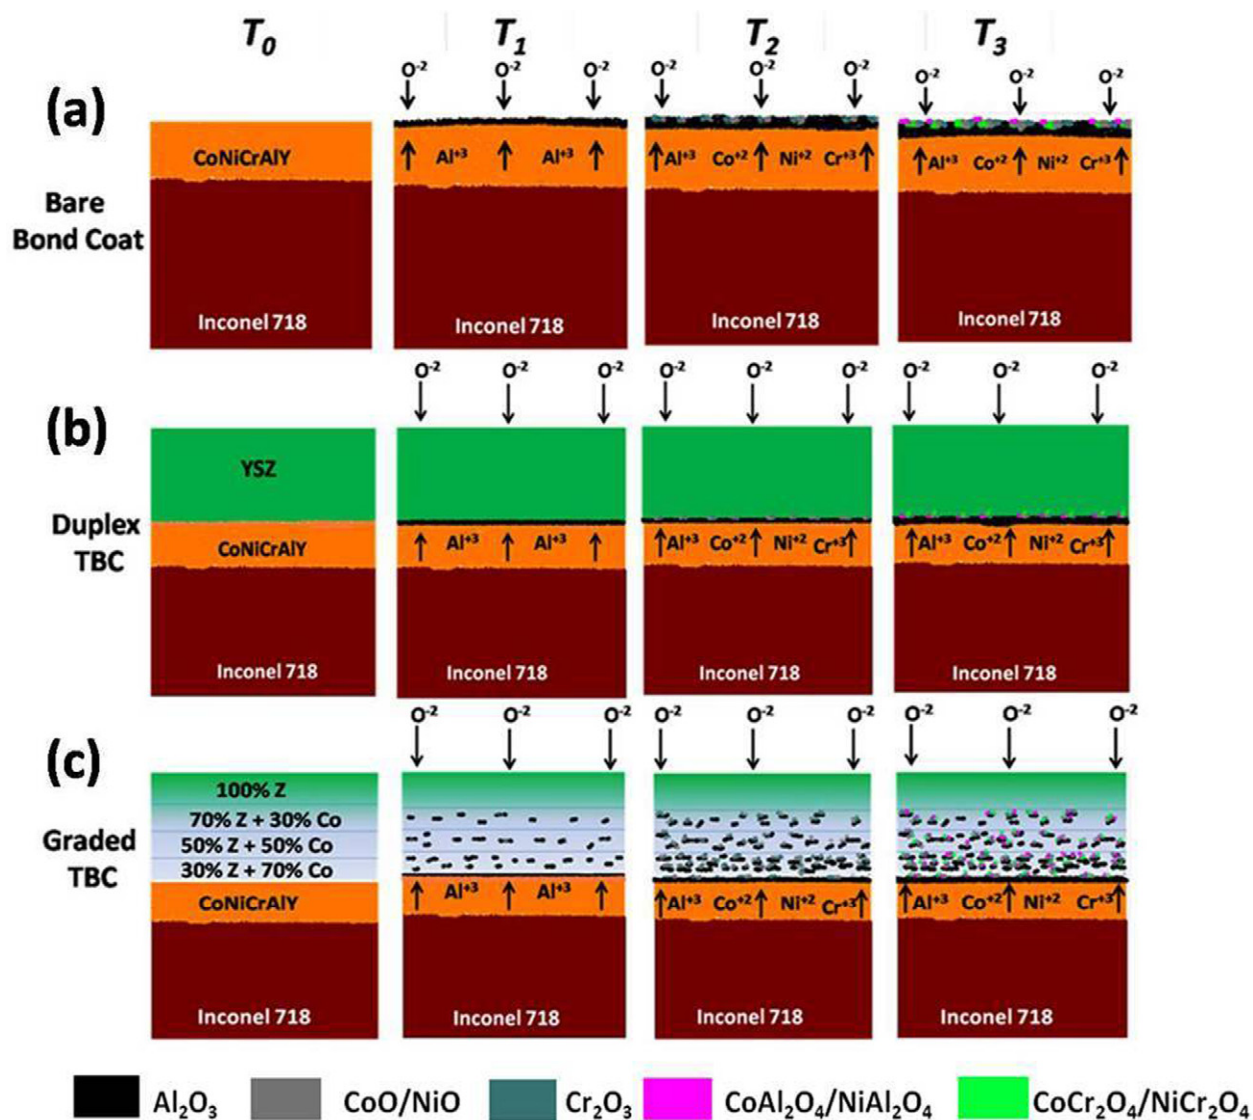 T₀ T₁ T₂ T₃
O⁻² O⁻² O⁻² O⁻² O⁻² O⁻² O⁻² O⁻² O⁻²
(a)
Bare
Bond Coat
CoNiCrAlY
Al⁺³ Al⁺³
Al⁺³ Co⁺² Ni⁺² Cr⁺³
Al⁺³ Co⁺² Ni⁺² Cr⁺³
Inconel 718 Inconel 718 Inconel 718 Inconel 718
O⁻² O⁻² O⁻² O⁻² O⁻² O⁻² O⁻² O⁻² O⁻²
(b)
Duplex
TBC
YSZ
CoNiCrAlY
Al⁺³ Al⁺³
Al⁺³ Co⁺² Ni⁺² Cr⁺³
Al⁺³ Co⁺² Ni⁺² Cr⁺³
Inconel 718 Inconel 718 Inconel 718 Inconel 718
O⁻² O⁻² O⁻² O⁻² O⁻² O⁻² O⁻² O⁻² O⁻²
(c)
Graded
TBC
100% Z
70% Z + 30% Co
50% Z + 50% Co
30% Z + 70% Co
CoNiCrAlY
Al⁺³ Al⁺³
Al⁺³ Co⁺² Ni⁺² Cr⁺³
Al⁺³ Co⁺² Ni⁺² Cr⁺³
Inconel 718 Inconel 718 Inconel 718 Inconel 718
Al₂O₃ CoO/NiO Cr₂O₃ CoAl₂O₄/NiAl₂O₄ CoCr₂O₄/NiCr₂O₄